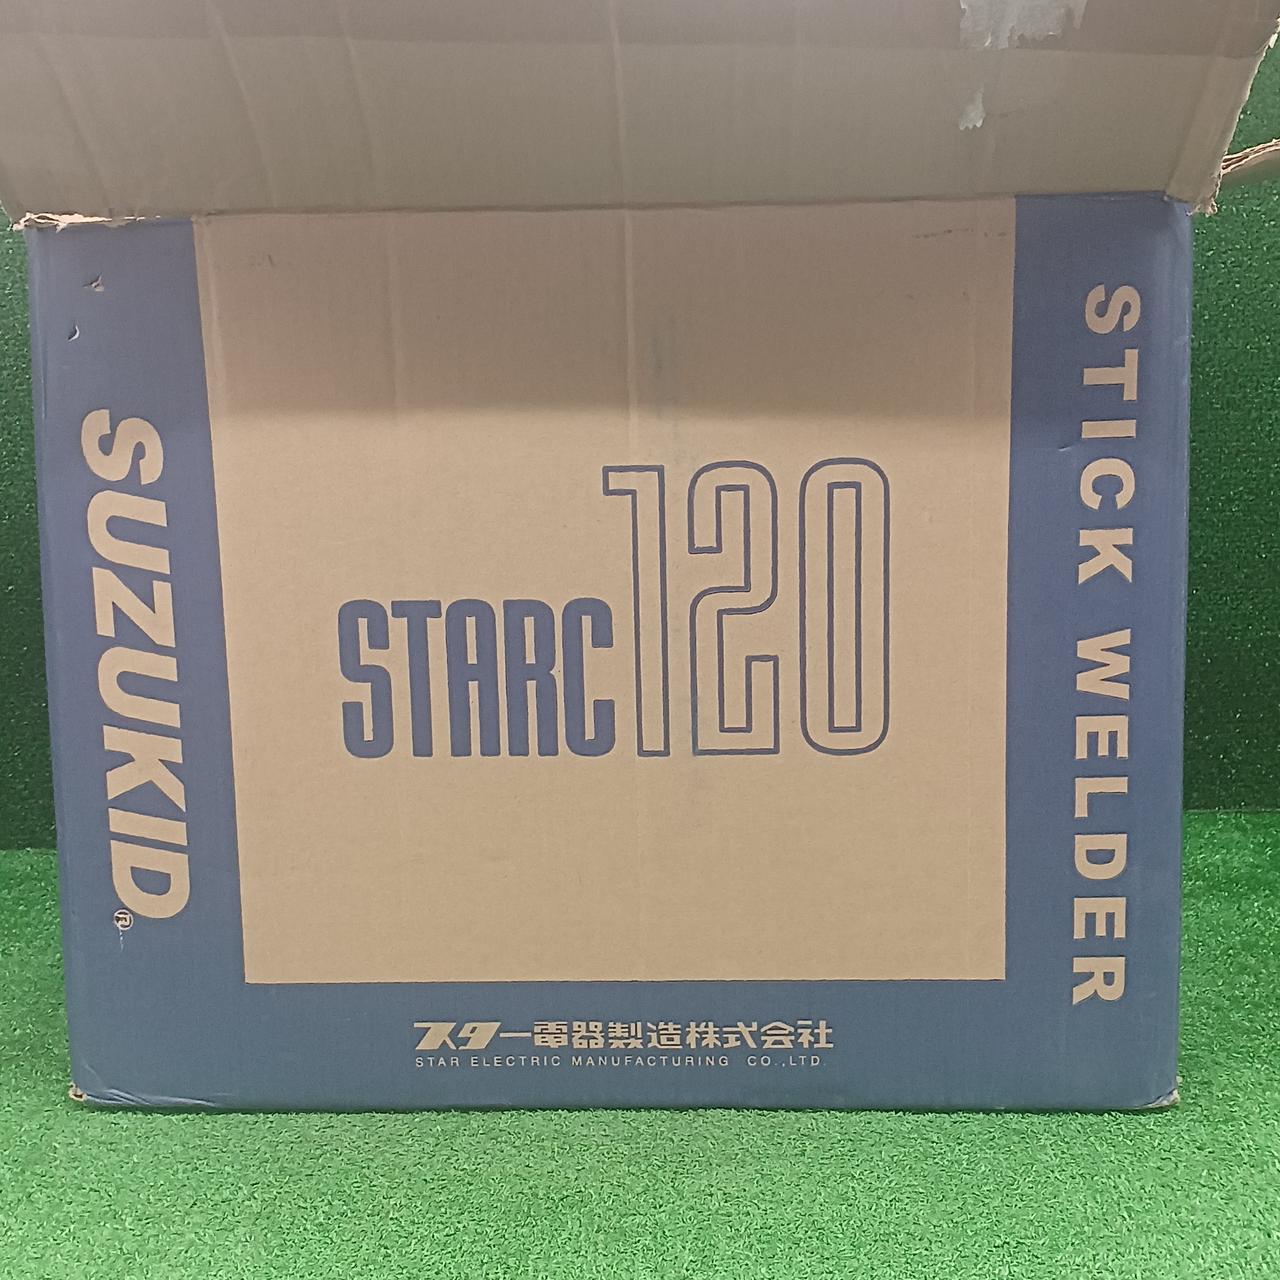 SUZUKID®
STARC120
STICK WELDER
スター電器製造株式会社
STAR ELECTRIC MANUFACTURING CO.,LTD.